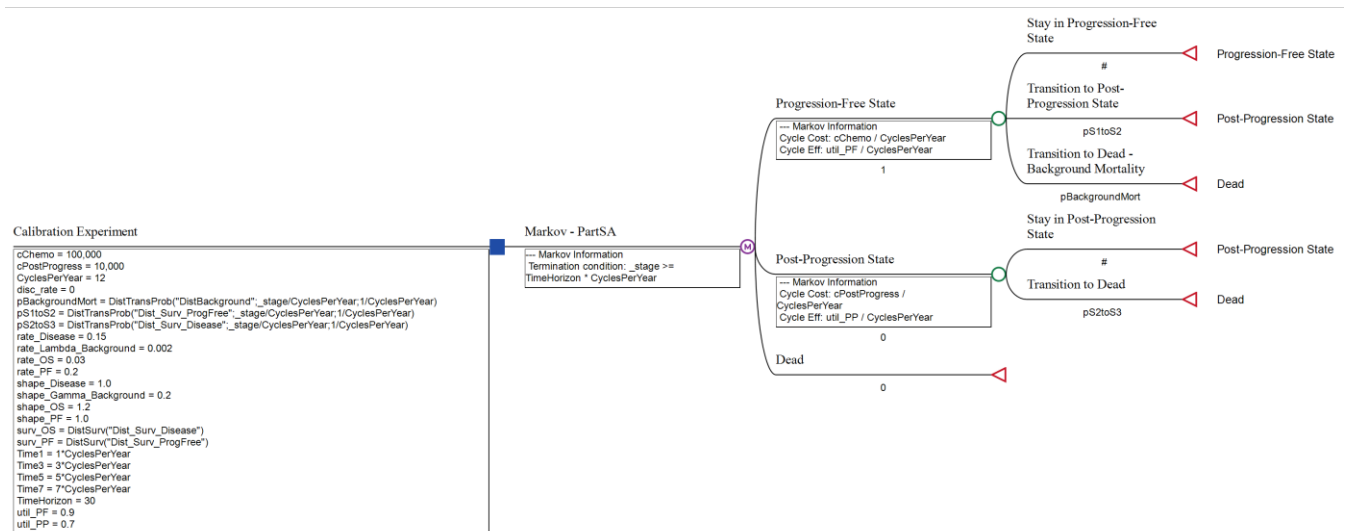 Calibration Experiment
cChemo = 100,000
cPostProgress = 10,000
CyclesPerYear = 12
disc_rate = 0
pBackgroundMort = DistTransProb("DistBackground";_stage/CyclesPerYear;1/CyclesPerYear)
pS1toS2 = DistTransProb("Dist_Surv_ProgFree";_stage/CyclesPerYear;1/CyclesPerYear)
pS2toS3 = DistTransProb("Dist_Surv_Disease";_stage/CyclesPerYear;1/CyclesPerYear)
rate_Disease = 0.15
rate_Lambda_Background = 0.002
rate_OS = 0.03
rate_PF = 0.2
shape_Disease = 1.0
shape_Gamma_Background = 0.2
shape_OS = 1.2
shape_PF = 1.0
surv_OS = DistSurv("Dist_Surv_Disease")
surv_PF = DistSurv("Dist_Surv_ProgFree")
Time1 = 1*CyclesPerYear
Time3 = 3*CyclesPerYear
Time5 = 5*CyclesPerYear
Time7 = 7*CyclesPerYear
TimeHorizon = 30
util_PF = 0.9
util_PP = 0.7
Markov - PartSA
--- Markov Information
Termination condition: _stage >=
TimeHorizon * CyclesPerYear
M
Progression-Free State
--- Markov Information
Cycle Cost: cChemo / CyclesPerYear
Cycle Eff: util_PF / CyclesPerYear
1
Stay in Progression-Free
State
#
Progression-Free State
Transition to Post-
Progression State
pS1toS2
Post-Progression State
Transition to Dead -
Background Mortality
pBackgroundMort
Dead
Post-Progression State
--- Markov Information
Cycle Cost: cPostProgress /
CyclesPerYear
Cycle Eff: util_PP / CyclesPerYear
0
Stay in Post-Progression
State
#
Post-Progression State
Transition to Dead
pS2toS3
Dead
Dead
0